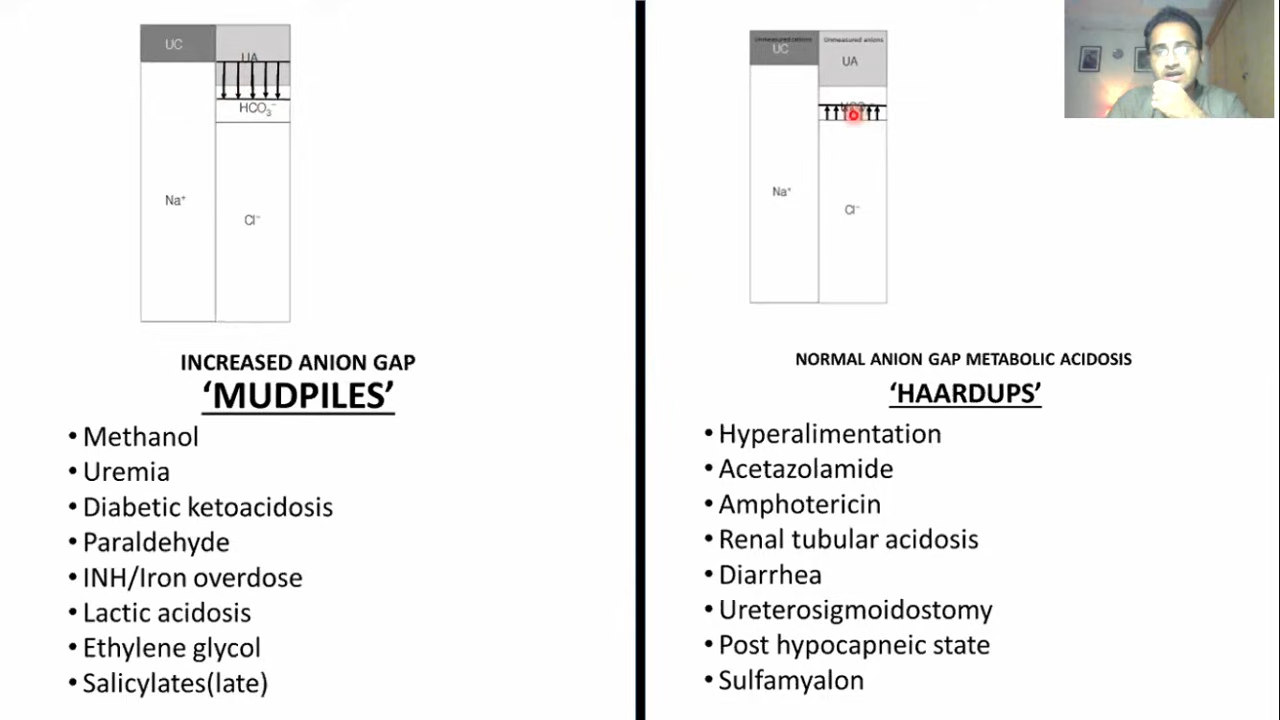 UC
UA
HCO₃⁻
Na⁺
Cl⁻
INCREASED ANION GAP
‘MUDPILES’
• Methanol
• Uremia
• Diabetic ketoacidosis
• Paraldehyde
• INH/Iron overdose
• Lactic acidosis
• Ethylene glycol
• Salicylates(late)
Unmeasured cations
Unmeasured anions
UC
UA
Na⁺
Cl⁻
NORMAL ANION GAP METABOLIC ACIDOSIS
‘HAARDUPS’
• Hyperalimentation
• Acetazolamide
• Amphotericin
• Renal tubular acidosis
• Diarrhea
• Ureterosigmoidostomy
• Post hypocapneic state
• Sulfamyalon